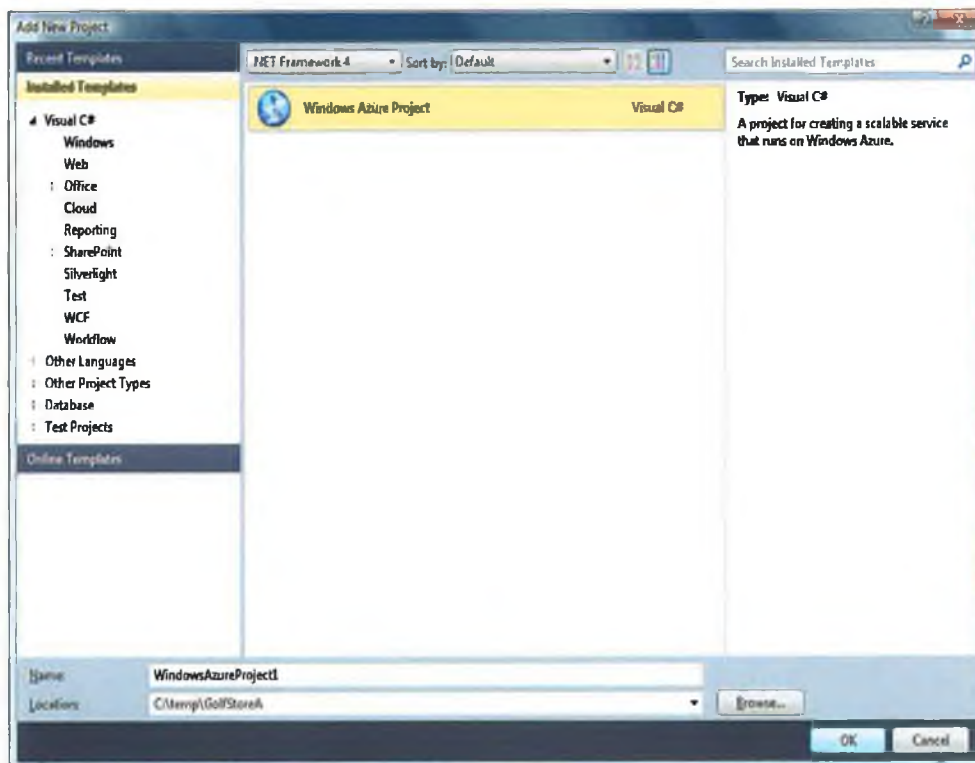 Add New Project
Recent Templates
Installed Templates
Visual C#
Windows
Web
Office
Cloud
Reporting
SharePoint
Silverlight
Test
WCF
Workflow
Other Languages
Other Project Types
Database
Test Projects
Online Templates
.NET Framework 4
Sort by: Default
Windows Azure Project Visual C#
Search Installed Templates
Type: Visual C#
A project for creating a scalable service
that runs on Windows Azure.
Name: WindowsAzureProject1
Location: C:\temp\GolfStoreA
Browse...
OK Cancel